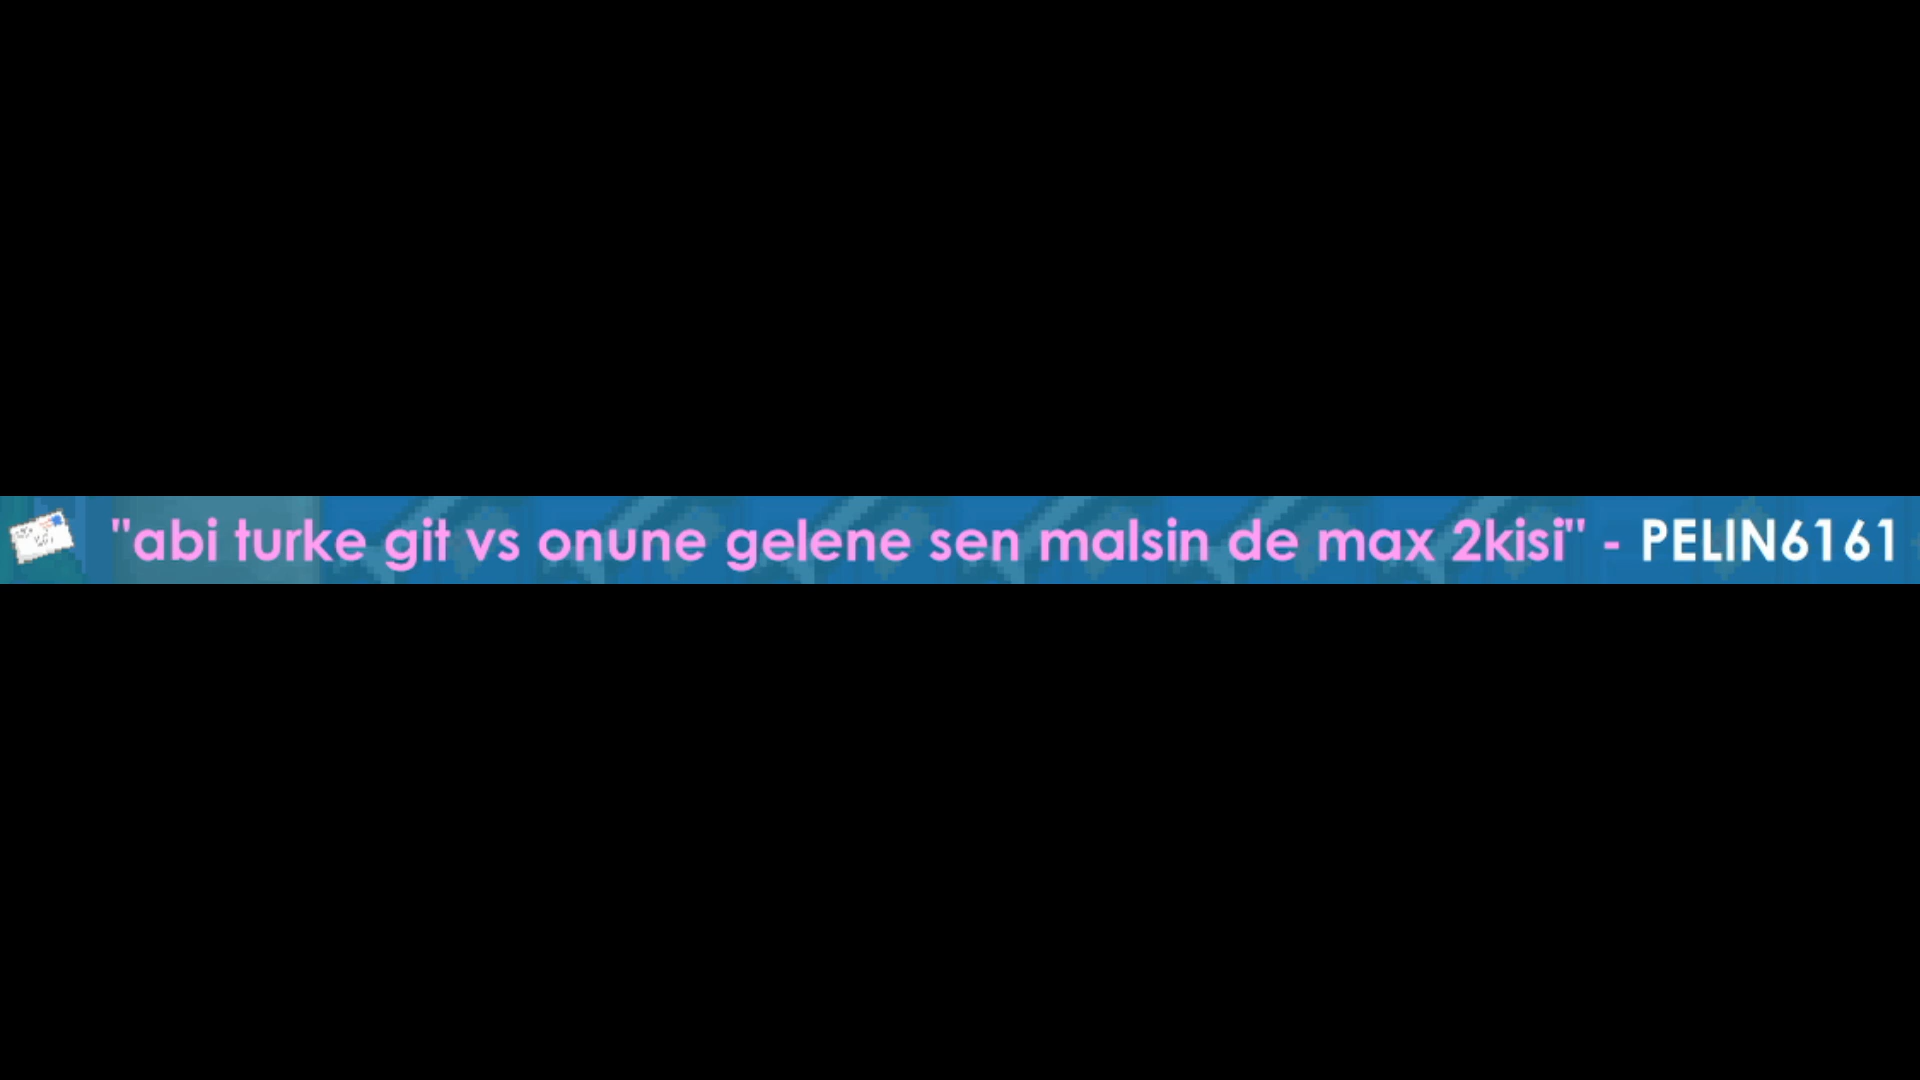 "abi turke git vs onune gelene sen malsin de max 2kisi" - PELIN6161